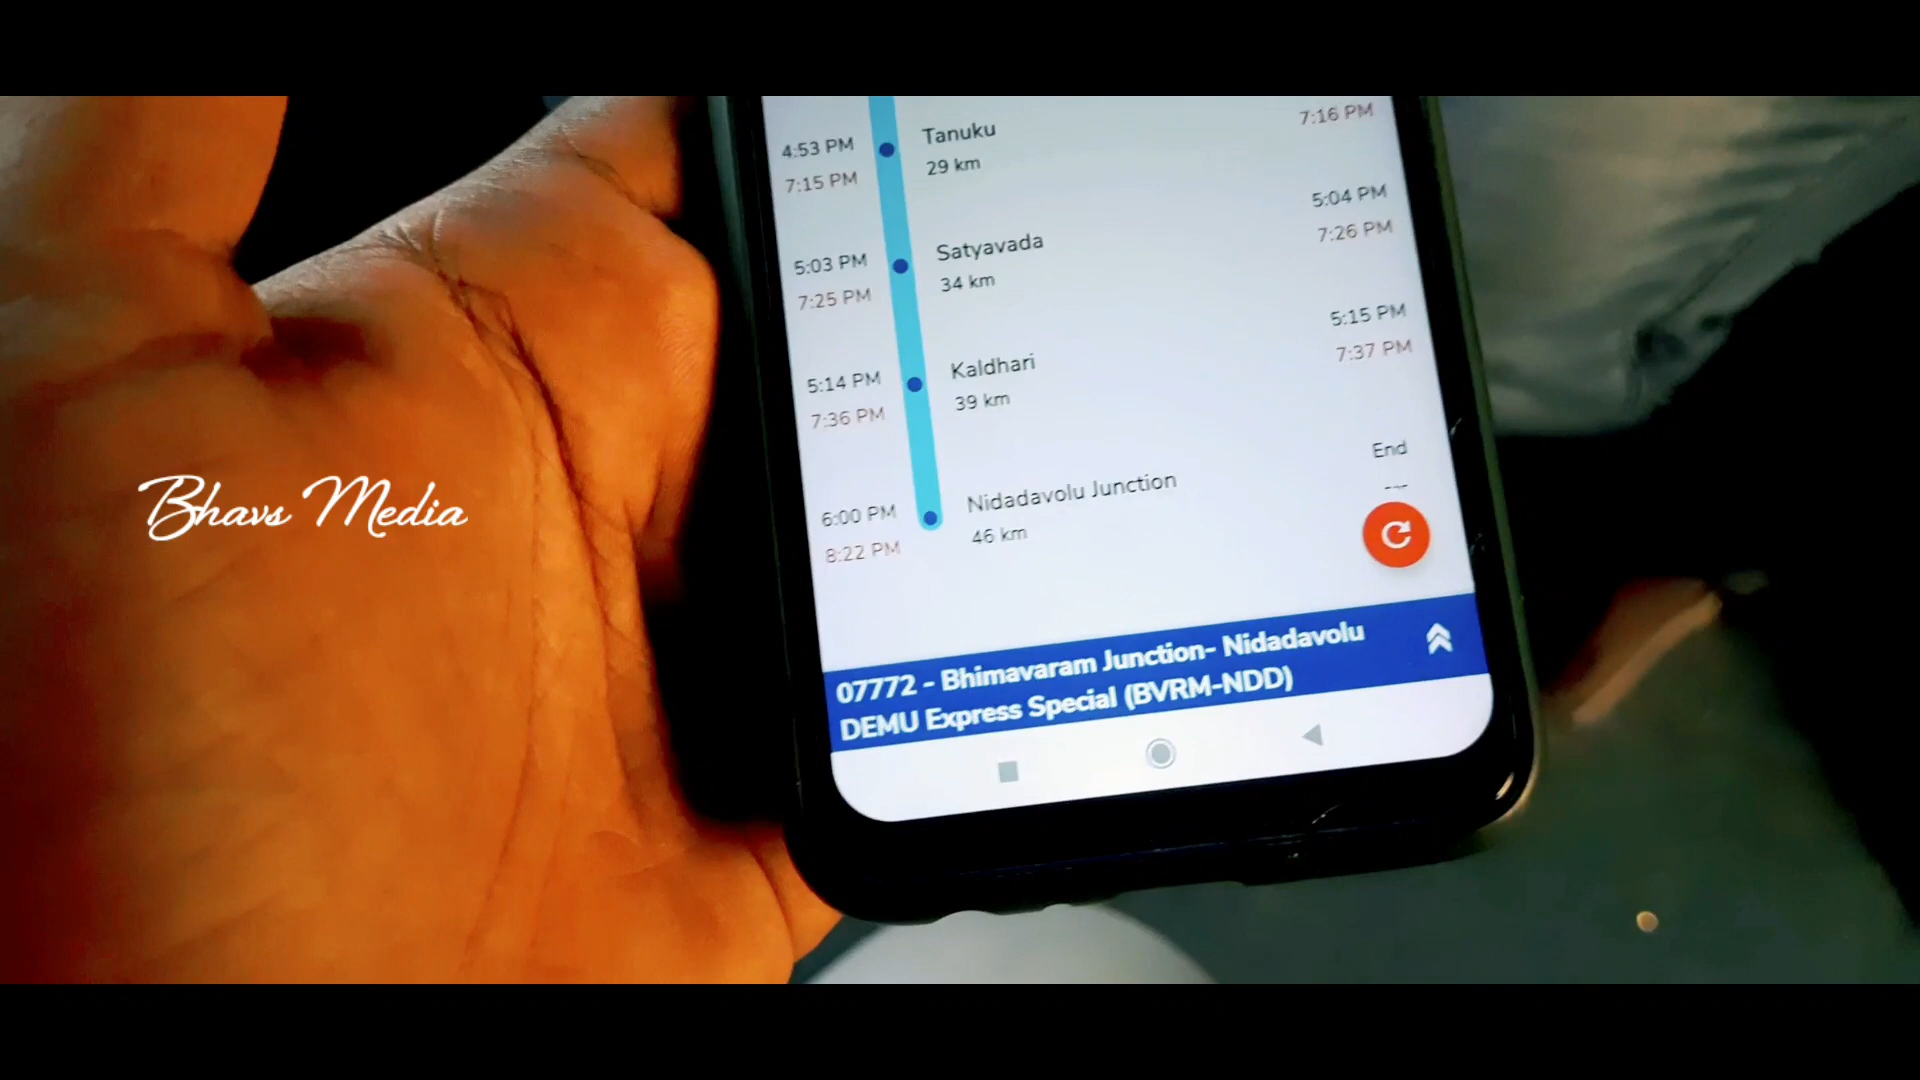 7:16 PM
4:53 PM
Tanuku
7:15 PM
29 km
5:04 PM
5:03 PM
Satyavada
7:26 PM
7:25 PM
34 km
5:15 PM
5:14 PM
Kaldhari
7:37 PM
7:36 PM
39 km
End
6:00 PM
Nidadavolu Junction
---
8:22 PM
46 km
Bhavs Media
07772 - Bhimavaram Junction- Nidadavolu
DEMU Express Special (BVRM-NDD)